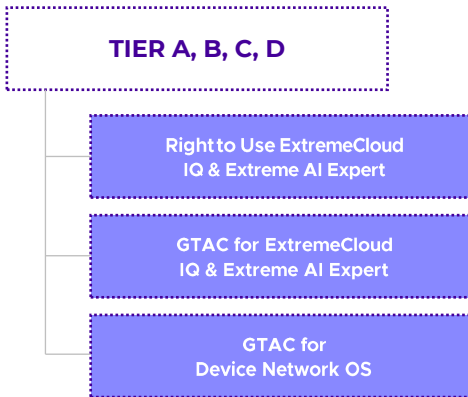 TIER A, B, C, D
Right to Use ExtremeCloud
IQ & Extreme AI Expert
GTAC for ExtremeCloud
IQ & Extreme AI Expert
GTAC for
Device Network OS